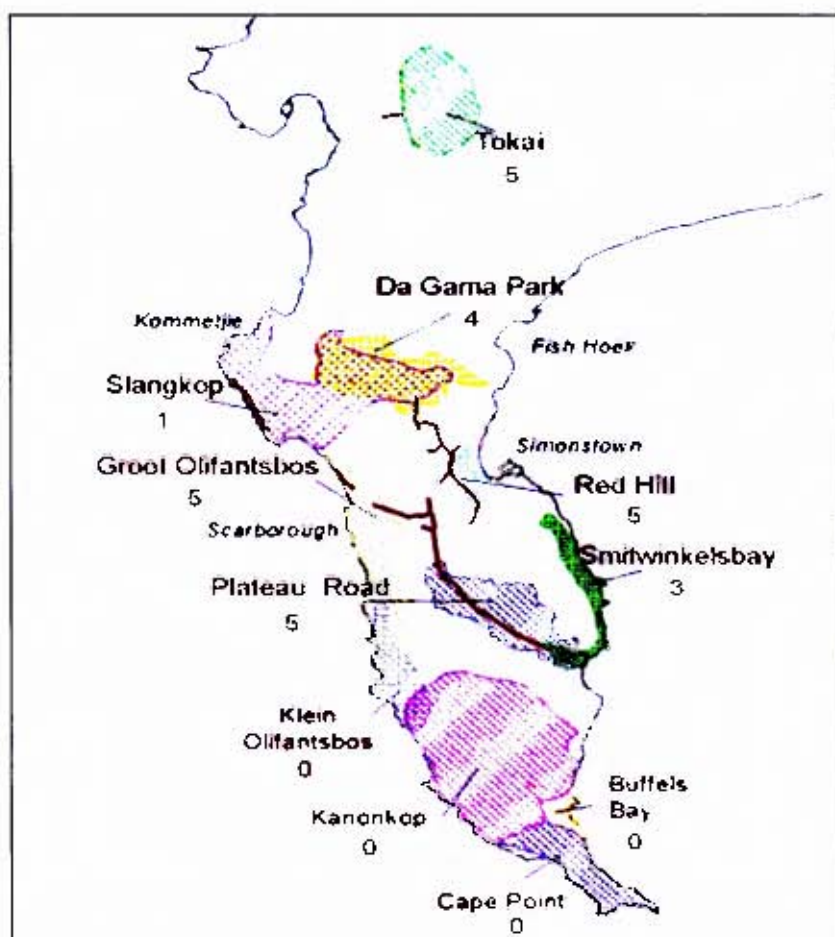 Tokai
5
Da Gama Park
4
Kommetjie
Fish Hoek
Slangkop
1
Simonstown
Groot Olifantsbos
5
Red Hill
5
Scarborough
Smitwinkelsbay
3
Plateau Road
5
Klein
Olifantsbos
0
Buffels
Bay
0
Kanonkop
0
Cape Point
0